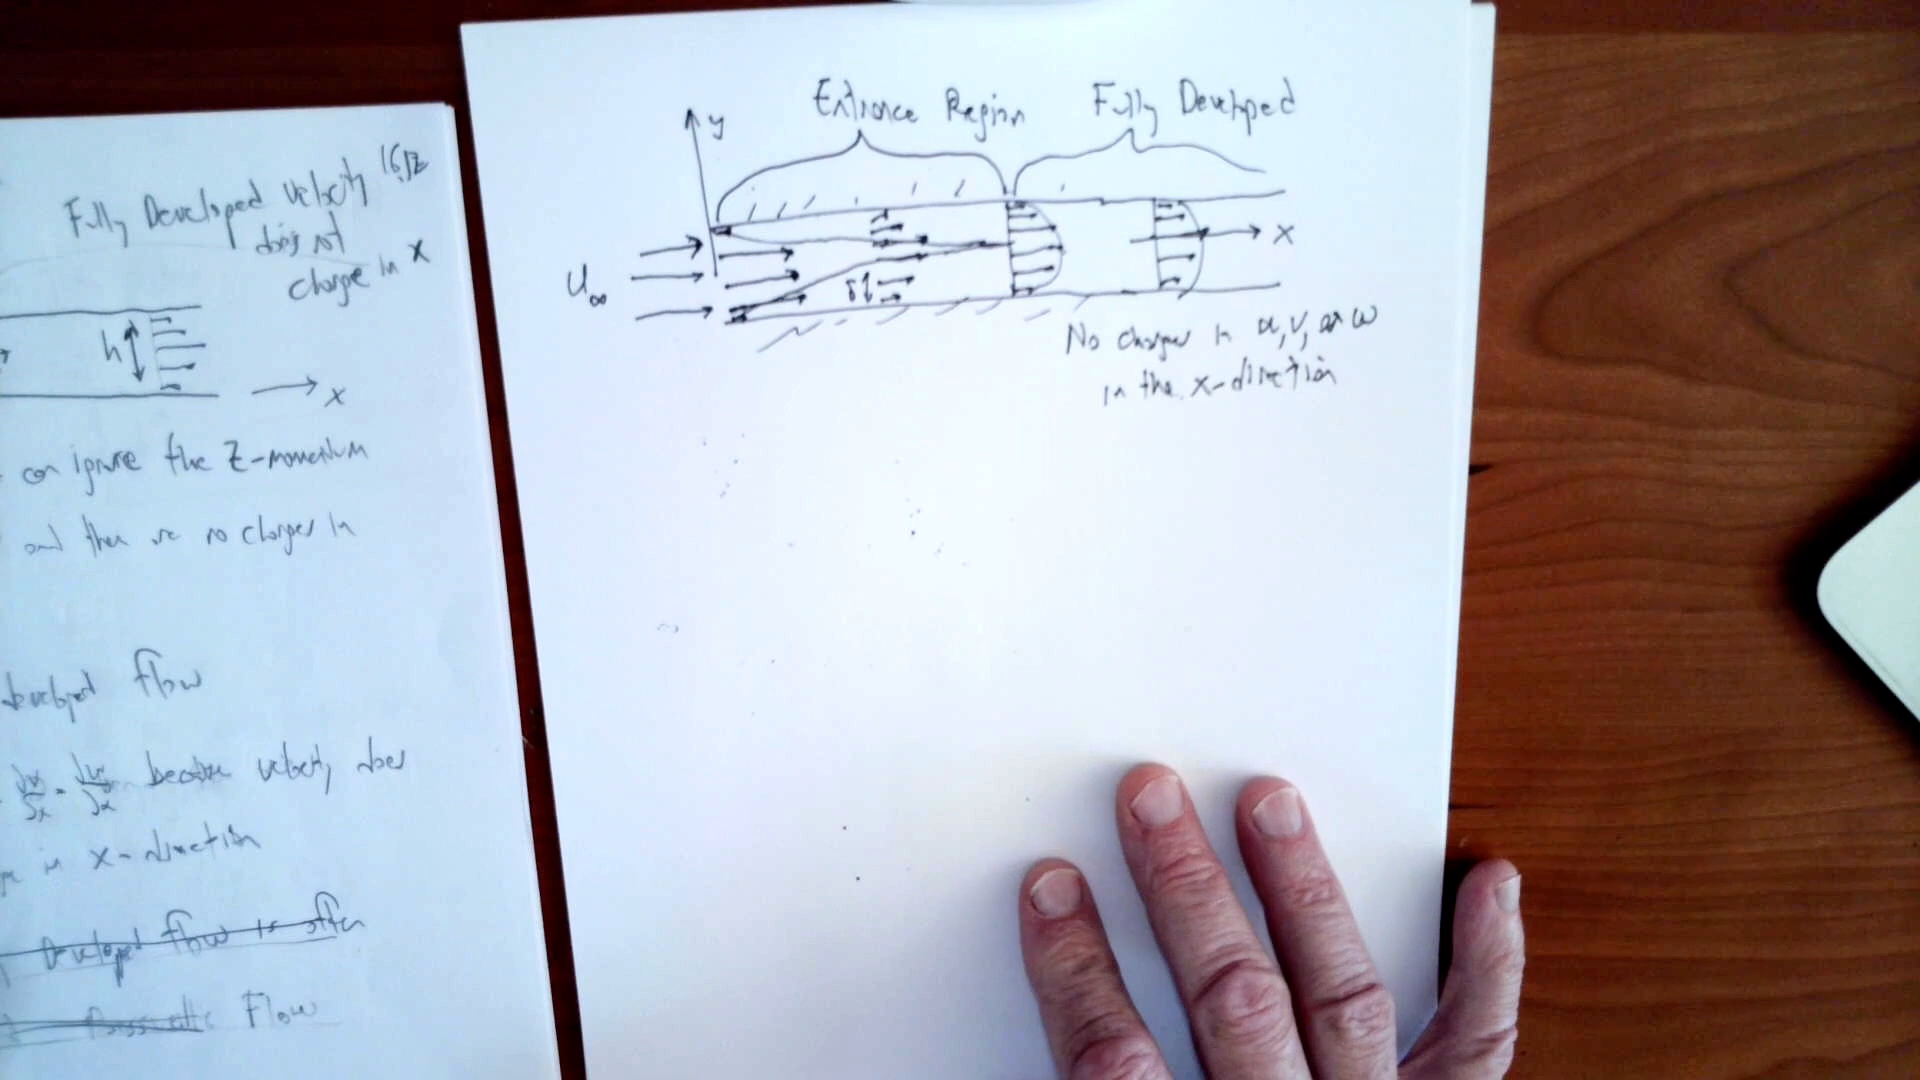 Fully Developed velocity
does not
change in x
h
x
can ignore the z-momentum
and there are no changes in
developed flow
∂v/∂x = ∂w/∂x because velocity does
in x-direction
Developed flow is often
Flow
Entrance Region Fully Developed
y
U∞
δ
x
No changes in u, v, or w
in the x-direction